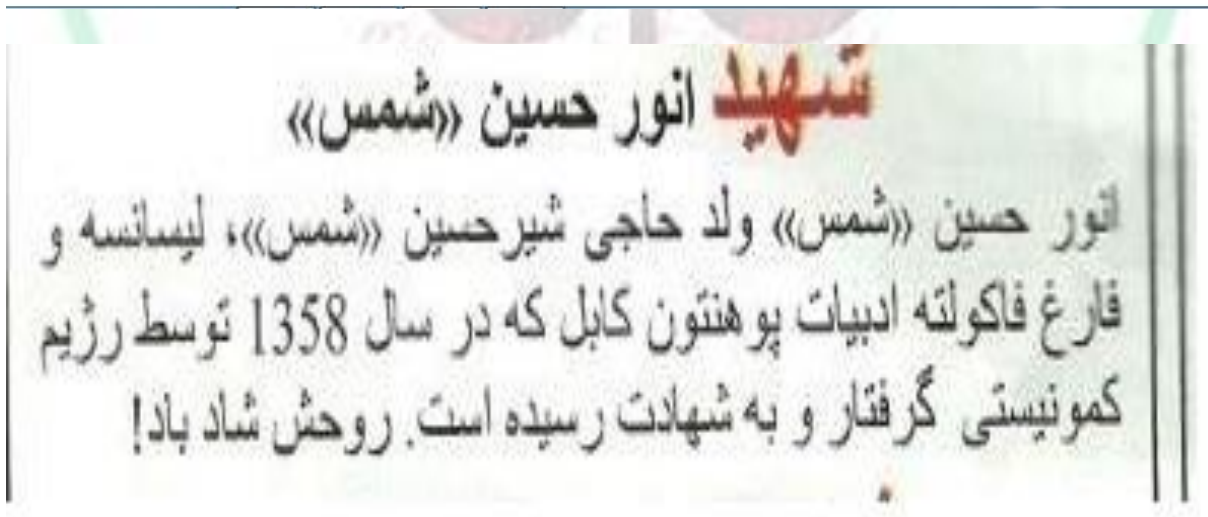 شهید انور حسین «شمس»
انور حسین «شمس» ولد حاجی شیرحسین «شمس»، لیسانسه و
فارغ فاکولته ادبیات پوهنتون کابل که در سال 1358 توسط رژیم
کمونیستی گرفتار و به شهادت رسیده است. روحش شاد باد!